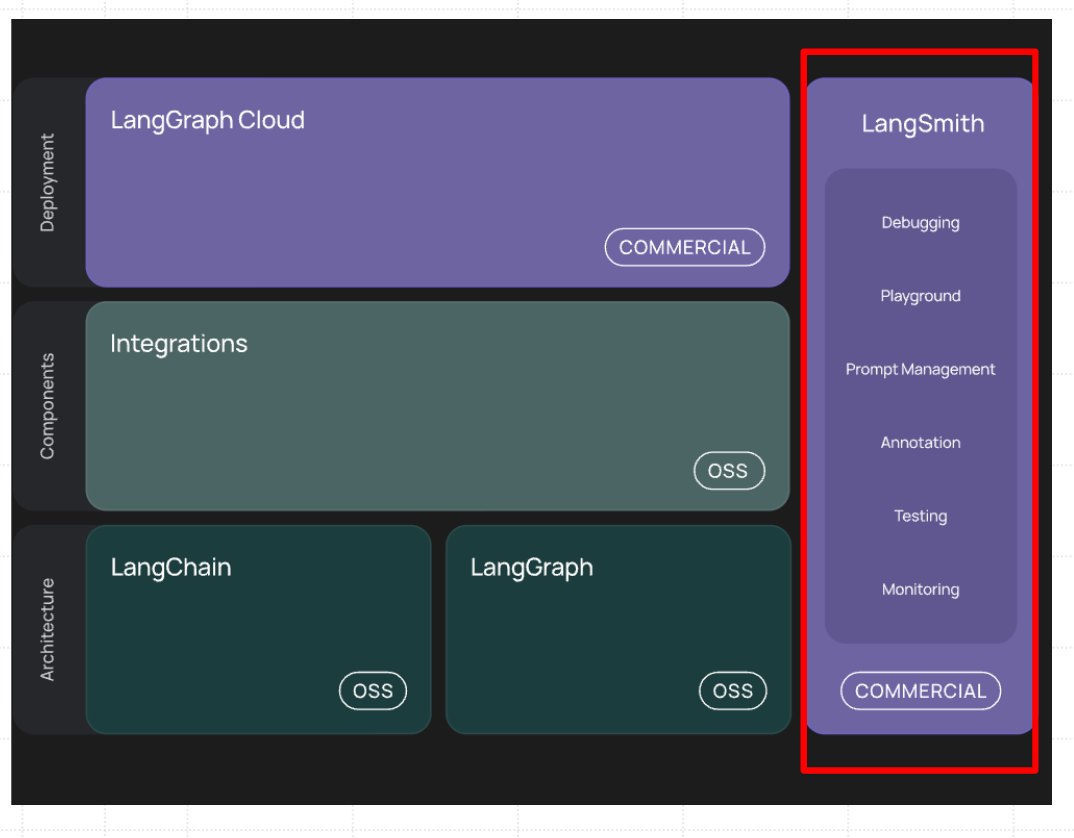 Deployment
LangGraph Cloud
COMMERCIAL
Components
Integrations
OSS
Architecture
LangChain
OSS
LangGraph
OSS
LangSmith
Debugging
Playground
Prompt Management
Annotation
Testing
Monitoring
COMMERCIAL